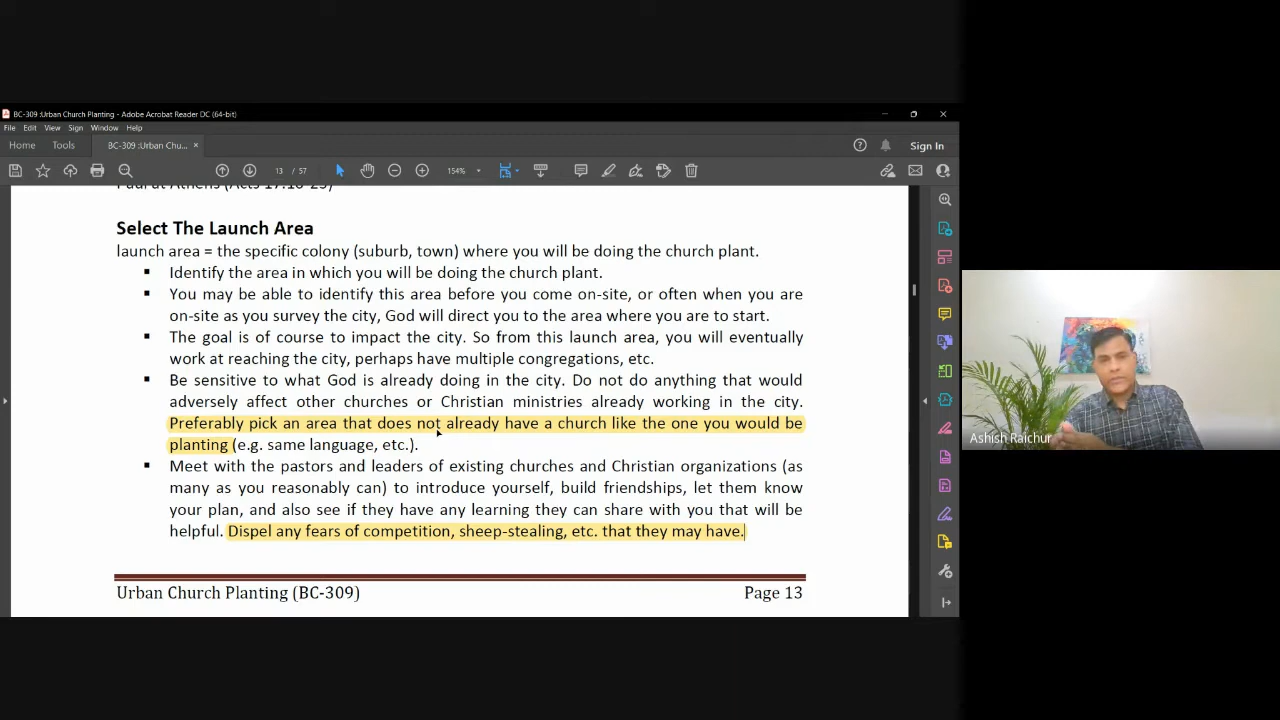 BC-309 :Urban Church Planting - Adobe Acrobat Reader DC (64-bit)
File Edit View Sign Window Help
Home Tools BC-309 :Urban Chu... × Sign In
13 / 57 154%
Select The Launch Area
launch area = the specific colony (suburb, town) where you will be doing the church plant.
▪ Identify the area in which you will be doing the church plant.
▪ You may be able to identify this area before you come on-site, or often when you are
on-site as you survey the city, God will direct you to the area where you are to start.
▪ The goal is of course to impact the city. So from this launch area, you will eventually
work at reaching the city, perhaps have multiple congregations, etc.
▪ Be sensitive to what God is already doing in the city. Do not do anything that would
adversely affect other churches or Christian ministries already working in the city.
Preferably pick an area that does not already have a church like the one you would be
planting (e.g. same language, etc.).
▪ Meet with the pastors and leaders of existing churches and Christian organizations (as
many as you reasonably can) to introduce yourself, build friendships, let them know
your plan, and also see if they have any learning they can share with you that will be
helpful. Dispel any fears of competition, sheep-stealing, etc. that they may have.
Urban Church Planting (BC-309) Page 13
Ashish Raichur